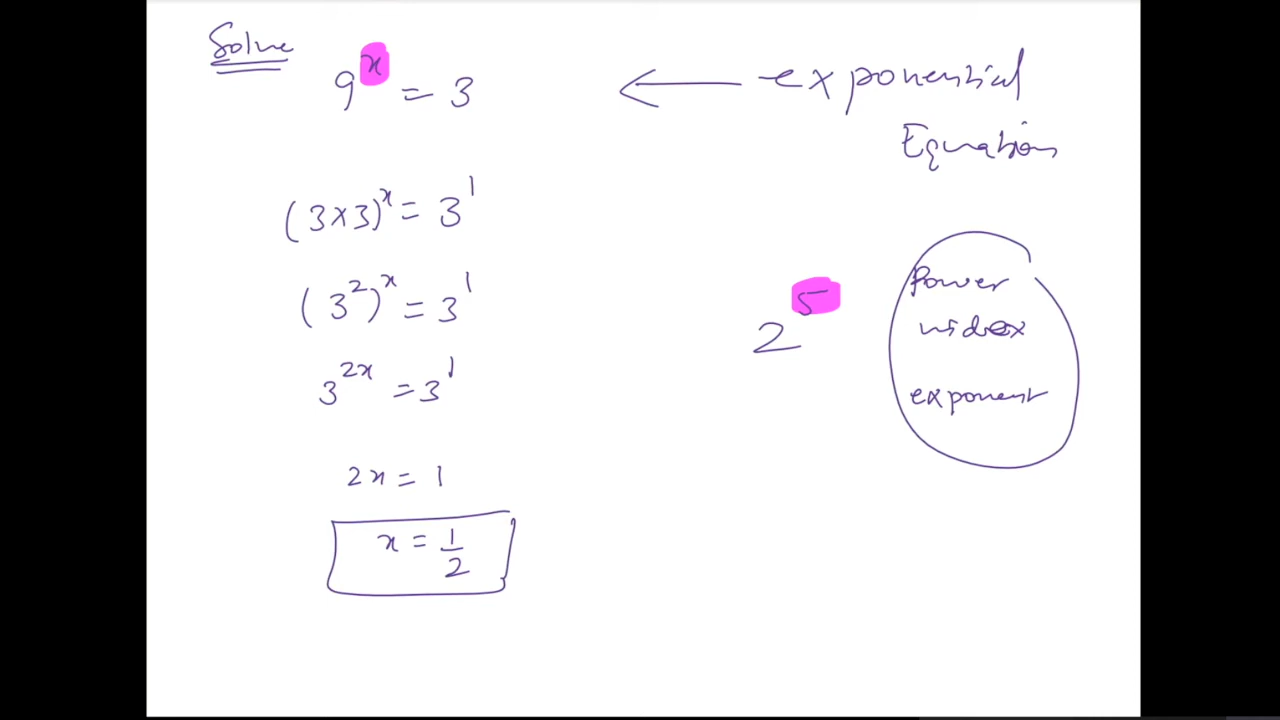 Solve
9^x = 3
← exponential
Equation
(3×3)^x = 3^1
(3^2)^x = 3^1
3^2x = 3^1
2x = 1
x = 1/2
2^5
Power
index
exponent